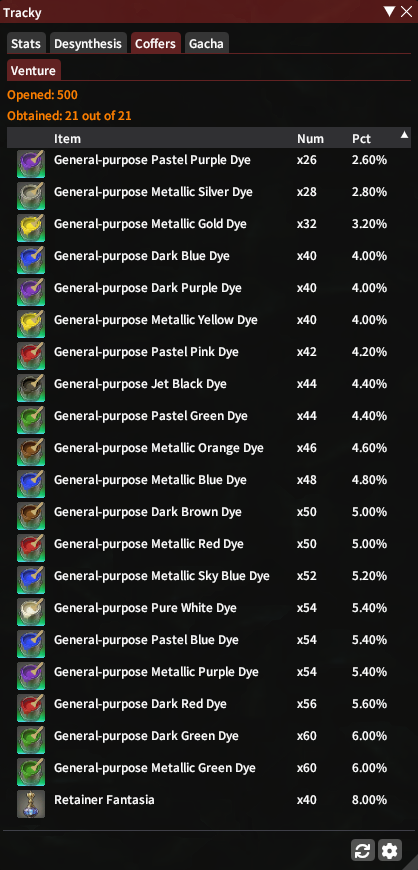 Tracky
Stats Desynthesis Coffers Gacha
Venture
Opened: 500
Obtained: 21 out of 21
Item Num Pct
General-purpose Pastel Purple Dye x26 2.60%
General-purpose Metallic Silver Dye x28 2.80%
General-purpose Metallic Gold Dye x32 3.20%
General-purpose Dark Blue Dye x40 4.00%
General-purpose Dark Purple Dye x40 4.00%
General-purpose Metallic Yellow Dye x40 4.00%
General-purpose Pastel Pink Dye x42 4.20%
General-purpose Jet Black Dye x44 4.40%
General-purpose Pastel Green Dye x44 4.40%
General-purpose Metallic Orange Dye x46 4.60%
General-purpose Metallic Blue Dye x48 4.80%
General-purpose Dark Brown Dye x50 5.00%
General-purpose Metallic Red Dye x50 5.00%
General-purpose Metallic Sky Blue Dye x52 5.20%
General-purpose Pure White Dye x54 5.40%
General-purpose Pastel Blue Dye x54 5.40%
General-purpose Metallic Purple Dye x54 5.40%
General-purpose Dark Red Dye x56 5.60%
General-purpose Dark Green Dye x60 6.00%
General-purpose Metallic Green Dye x60 6.00%
Retainer Fantasia x40 8.00%